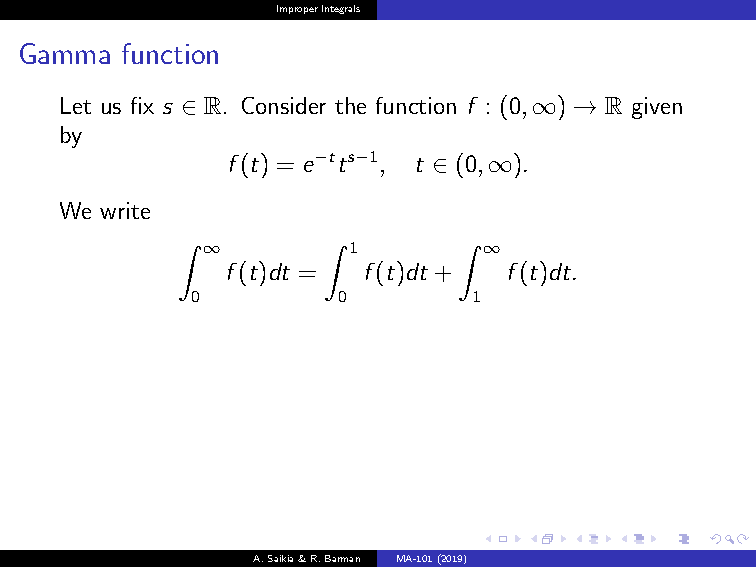 Improper Integrals
Gamma function
Let us fix s ∈ ℝ. Consider the function f : (0, ∞) → ℝ given
by
f(t) = e^{−t}t^{s−1}, t ∈ (0, ∞).
We write
∫_0^∞ f(t)dt = ∫_0^1 f(t)dt + ∫_1^∞ f(t)dt.
A. Saikia & R. Barman MA-101 (2019)